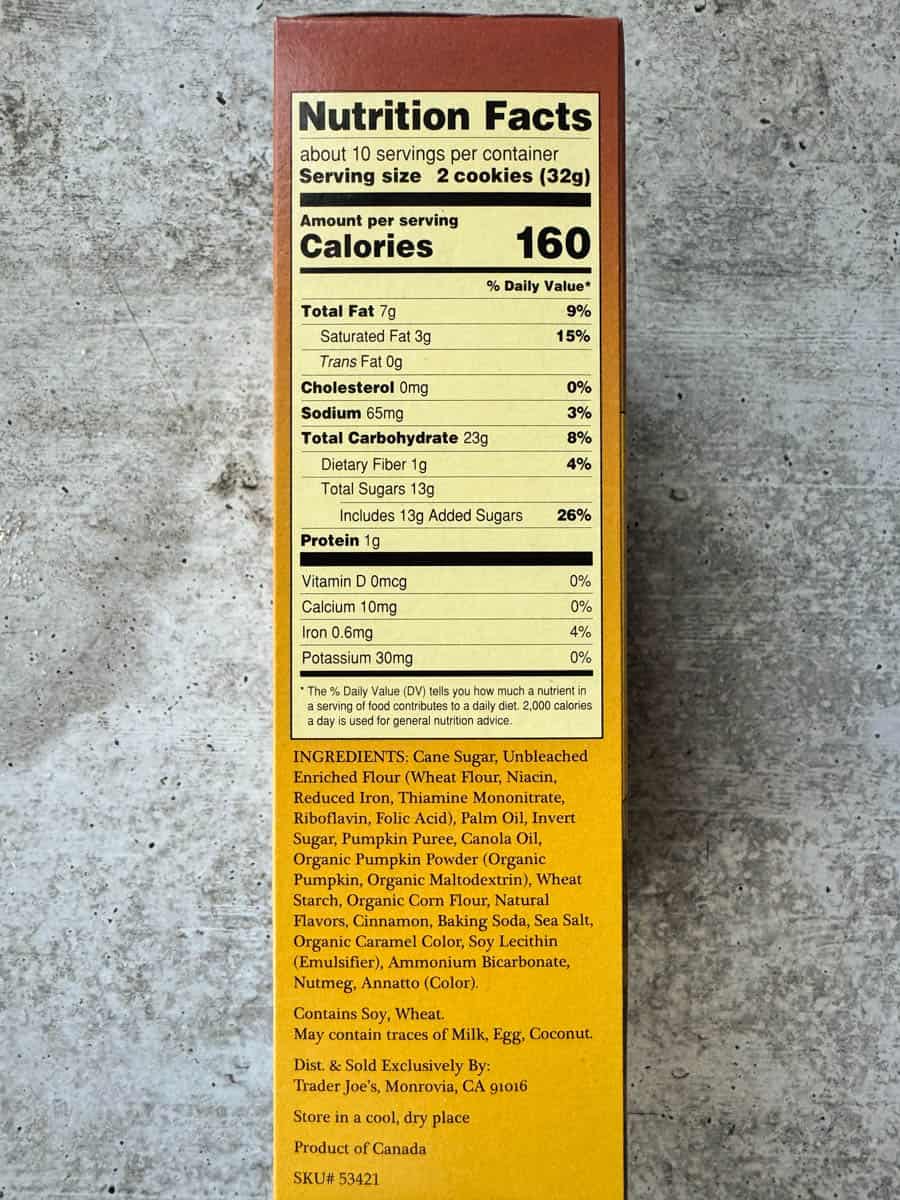 Nutrition Facts
about 10 servings per container
Serving size 2 cookies (32g)
Amount per serving
Calories 160
% Daily Value*
Total Fat 7g 9%
Saturated Fat 3g 15%
Trans Fat 0g
Cholesterol 0mg 0%
Sodium 65mg 3%
Total Carbohydrate 23g 8%
Dietary Fiber 1g 4%
Total Sugars 13g
Includes 13g Added Sugars 26%
Protein 1g
Vitamin D 0mcg 0%
Calcium 10mg 0%
Iron 0.6mg 4%
Potassium 30mg 0%
* The % Daily Value (DV) tells you how much a nutrient in
a serving of food contributes to a daily diet. 2,000 calories
a day is used for general nutrition advice.
INGREDIENTS: Cane Sugar, Unbleached
Enriched Flour (Wheat Flour, Niacin,
Reduced Iron, Thiamine Mononitrate,
Riboflavin, Folic Acid), Palm Oil, Invert
Sugar, Pumpkin Puree, Canola Oil,
Organic Pumpkin Powder (Organic
Pumpkin, Organic Maltodextrin), Wheat
Starch, Organic Corn Flour, Natural
Flavors, Cinnamon, Baking Soda, Sea Salt,
Organic Caramel Color, Soy Lecithin
(Emulsifier), Ammonium Bicarbonate,
Nutmeg, Annatto (Color).
Contains Soy, Wheat.
May contain traces of Milk, Egg, Coconut.
Dist. & Sold Exclusively By:
Trader Joe's, Monrovia, CA 91016
Store in a cool, dry place
Product of Canada
SKU# 53421